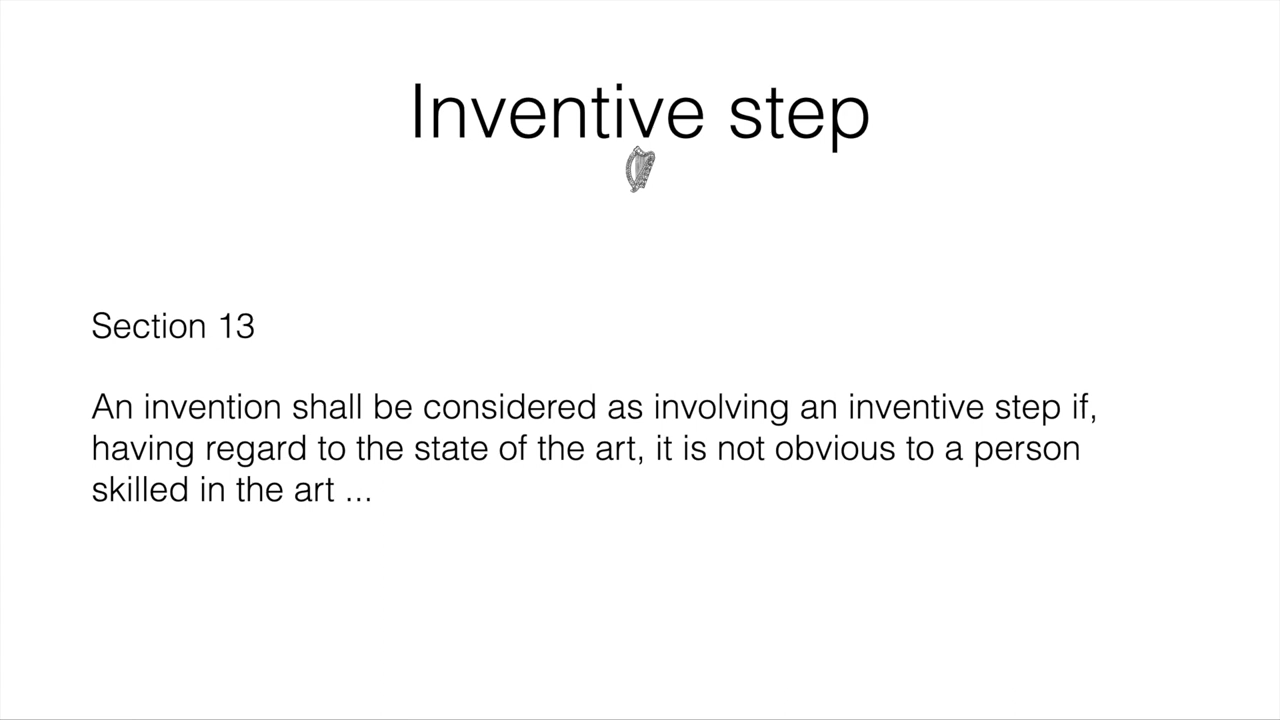 Inventive step
Section 13
An invention shall be considered as involving an inventive step if,
having regard to the state of the art, it is not obvious to a person
skilled in the art ...